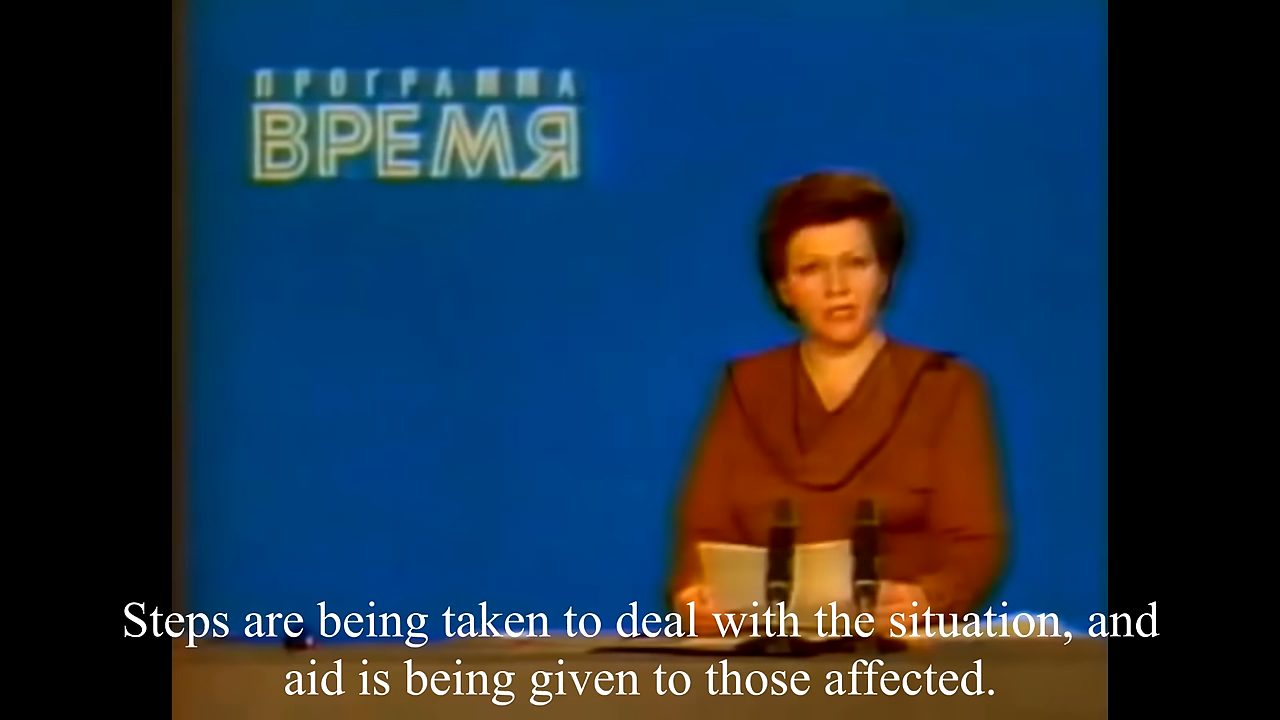 ПРОГРАММА
ВРЕМЯ
Steps are being taken to deal with the situation, and
aid is being given to those affected.